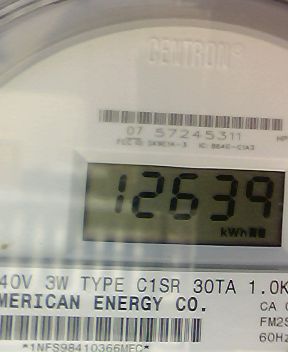 CENTRON®
07 57245311
12639
kWh
40V 3W TYPE C1SR 30TA 1.0K
MERICAN ENERGY CO.
CA
FM2S
60Hz
*1NFS98410366MEC*